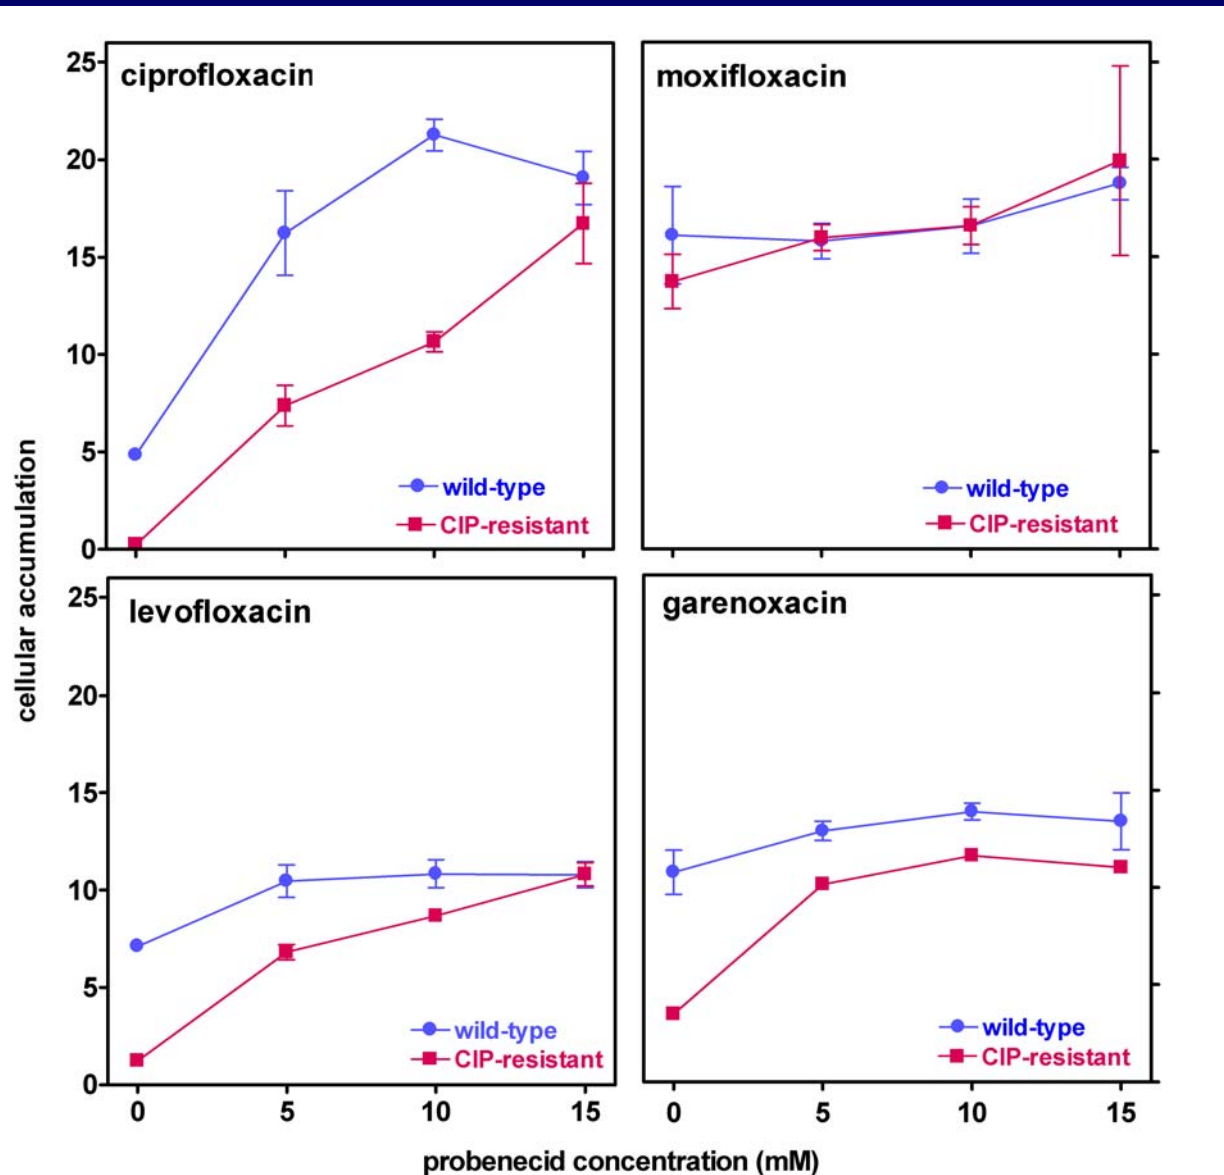 ciprofloxacin
moxifloxacin
25
20
15
10
5
0
wild-type
CIP-resistant
wild-type
CIP-resistant
cellular accumulation
levofloxacin
garenoxacin
25
20
15
10
5
0
wild-type
CIP-resistant
wild-type
CIP-resistant
0 5 10 15
0 5 10 15
probenecid concentration (mM)